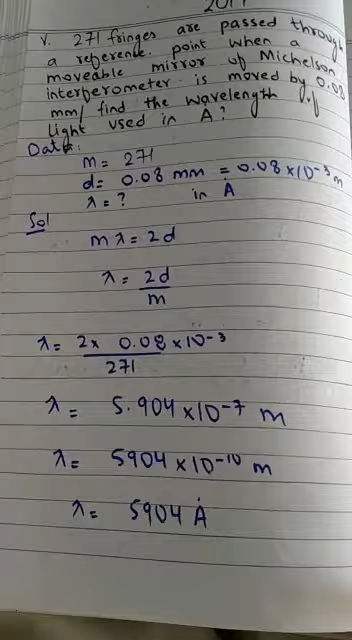 V. 271 fringes are passed through
a reference point when a
moveable mirror of Michelson
interferometer is moved by 0.08
mm/ find the wavelength of
light used in A?
Data:
m = 271
d = 0.08 mm = 0.08 × 10⁻³ m
λ = ? in Å
Sol
mλ = 2d
λ = 2d
m
λ = 2 × 0.08 × 10⁻³
271
λ = 5.904 × 10⁻⁷ m
λ = 5904 × 10⁻¹⁰ m
λ = 5904 Å